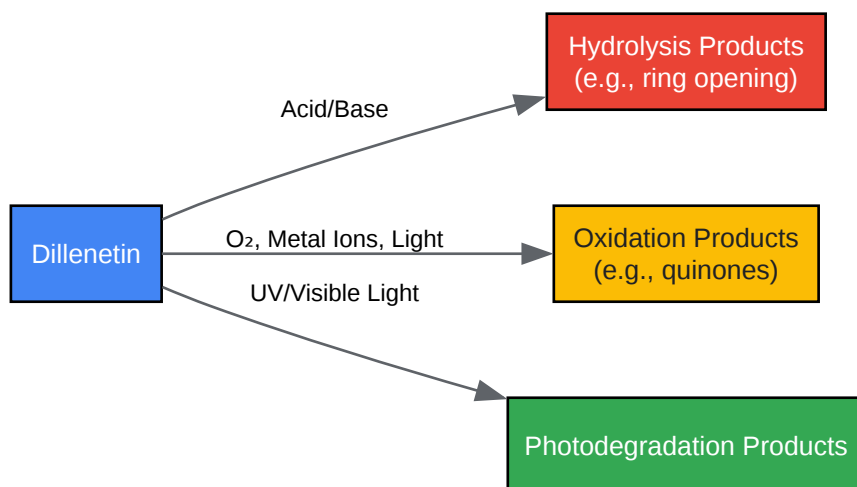 Hydrolysis Products
(e.g., ring opening)
Acid/Base
Dillenetin
O₂, Metal Ions, Light
Oxidation Products
(e.g., quinones)
UV/Visible Light
Photodegradation Products